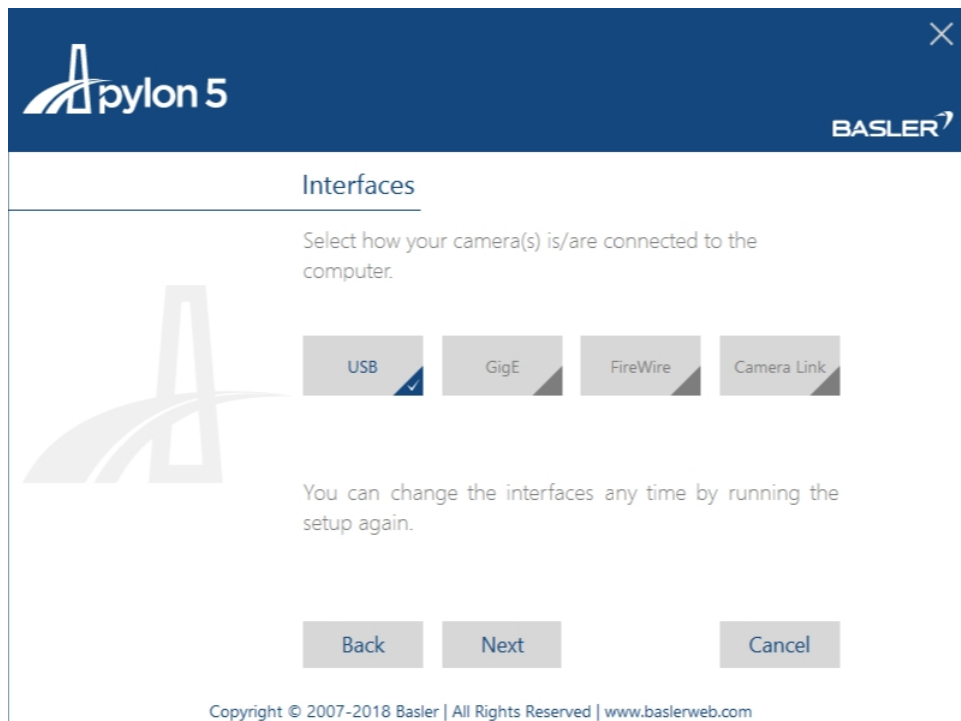 pylon 5
BASLER
Interfaces
Select how your camera(s) is/are connected to the
computer.
USB GigE FireWire Camera Link
You can change the interfaces any time by running the
setup again.
Back Next Cancel
Copyright © 2007-2018 Basler | All Rights Reserved | www.baslerweb.com